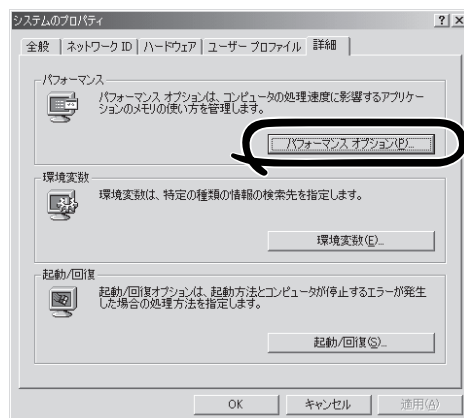 システムのプロパティ
全般 ネットワーク ID ハードウェア ユーザー プロファイル 詳細
パフォーマンス
パフォーマンス オプションは、コンピュータの処理速度に影響するアプリケー
ションのメモリの使い方を管理します。
パフォーマンス オプション(P)...
環境変数
環境変数は、特定の種類の情報の検索先を指定します。
環境変数(E)...
起動/回復
起動/回復オプションは、起動方法とコンピュータが停止するエラーが発生
した場合の処理方法を指定します。
起動/回復(S)...
OK キャンセル 適用(A)